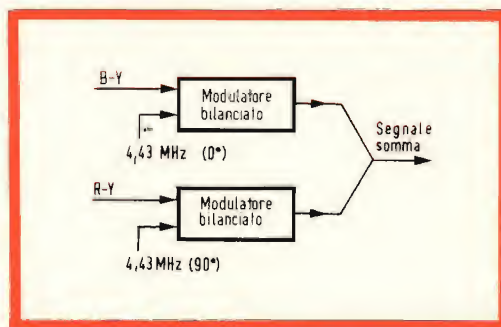 B-Y
Modulatore
bilanciato
4,43 MHz (0°)
Segnale
somma
R-Y
Modulatore
bilanciato
4,43 MHz (90°)